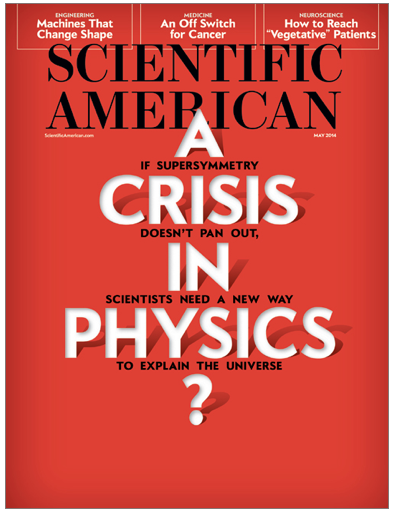 ENGINEERING
Machines That
Change Shape
MEDICINE
An Off Switch
for Cancer
NEUROSCIENCE
How to Reach
"Vegetative" Patients
SCIENTIFIC
AMERICAN
ScientificAmerican.com
MAY 2014
A
IF SUPERSYMMETRY
CRISIS
DOESN'T PAN OUT,
IN
SCIENTISTS NEED A NEW WAY
PHYSICS
TO EXPLAIN THE UNIVERSE
?